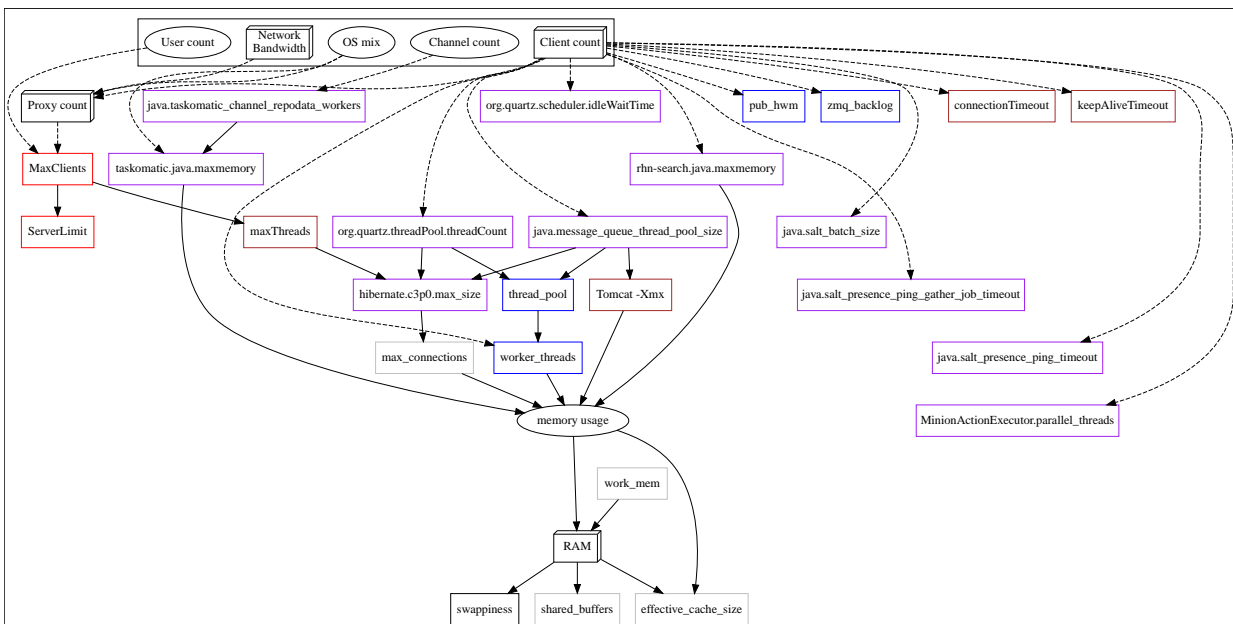 User count
Network
Bandwidth
OS mix
Channel count
Client count
Proxy count
java.taskomatic_channel_repodata_workers
org.quartz.scheduler.idleWaitTime
pub_hwm
zmq_backlog
connectionTimeout
keepAliveTimeout
MaxClients
taskomatic.java.maxmemory
rhn-search.java.maxmemory
ServerLimit
maxThreads
org.quartz.threadPool.threadCount
java.message_queue_thread_pool_size
java.salt_batch_size
hibernate.c3p0.max_size
thread_pool
Tomcat -Xmx
java.salt_presence_ping_gather_job_timeout
max_connections
worker_threads
java.salt_presence_ping_timeout
memory usage
MinionActionExecutor.parallel_threads
work_mem
RAM
swappiness
shared_buffers
effective_cache_size